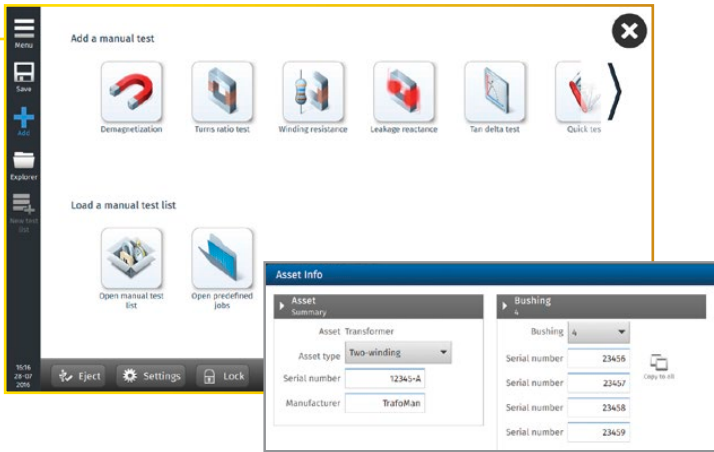 Menu
Save
Add
Explorer
New test
list
15:16
28-07
2016
Add a manual test
Demagnetization
Turns ratio test
Winding resistance
Leakage reactance
Tan delta test
Quick tes
Load a manual test list
Open manual test
list
Open predefined
jobs
Eject
Settings
Lock
Asset Info
Asset
Summary
Asset Transformer
Asset type Two-winding
Serial number 12345-A
Manufacturer TrafoMan
Bushing
4
Bushing 4
Serial number 23456
Serial number 23457
Serial number 23458
Serial number 23459
Copy to all